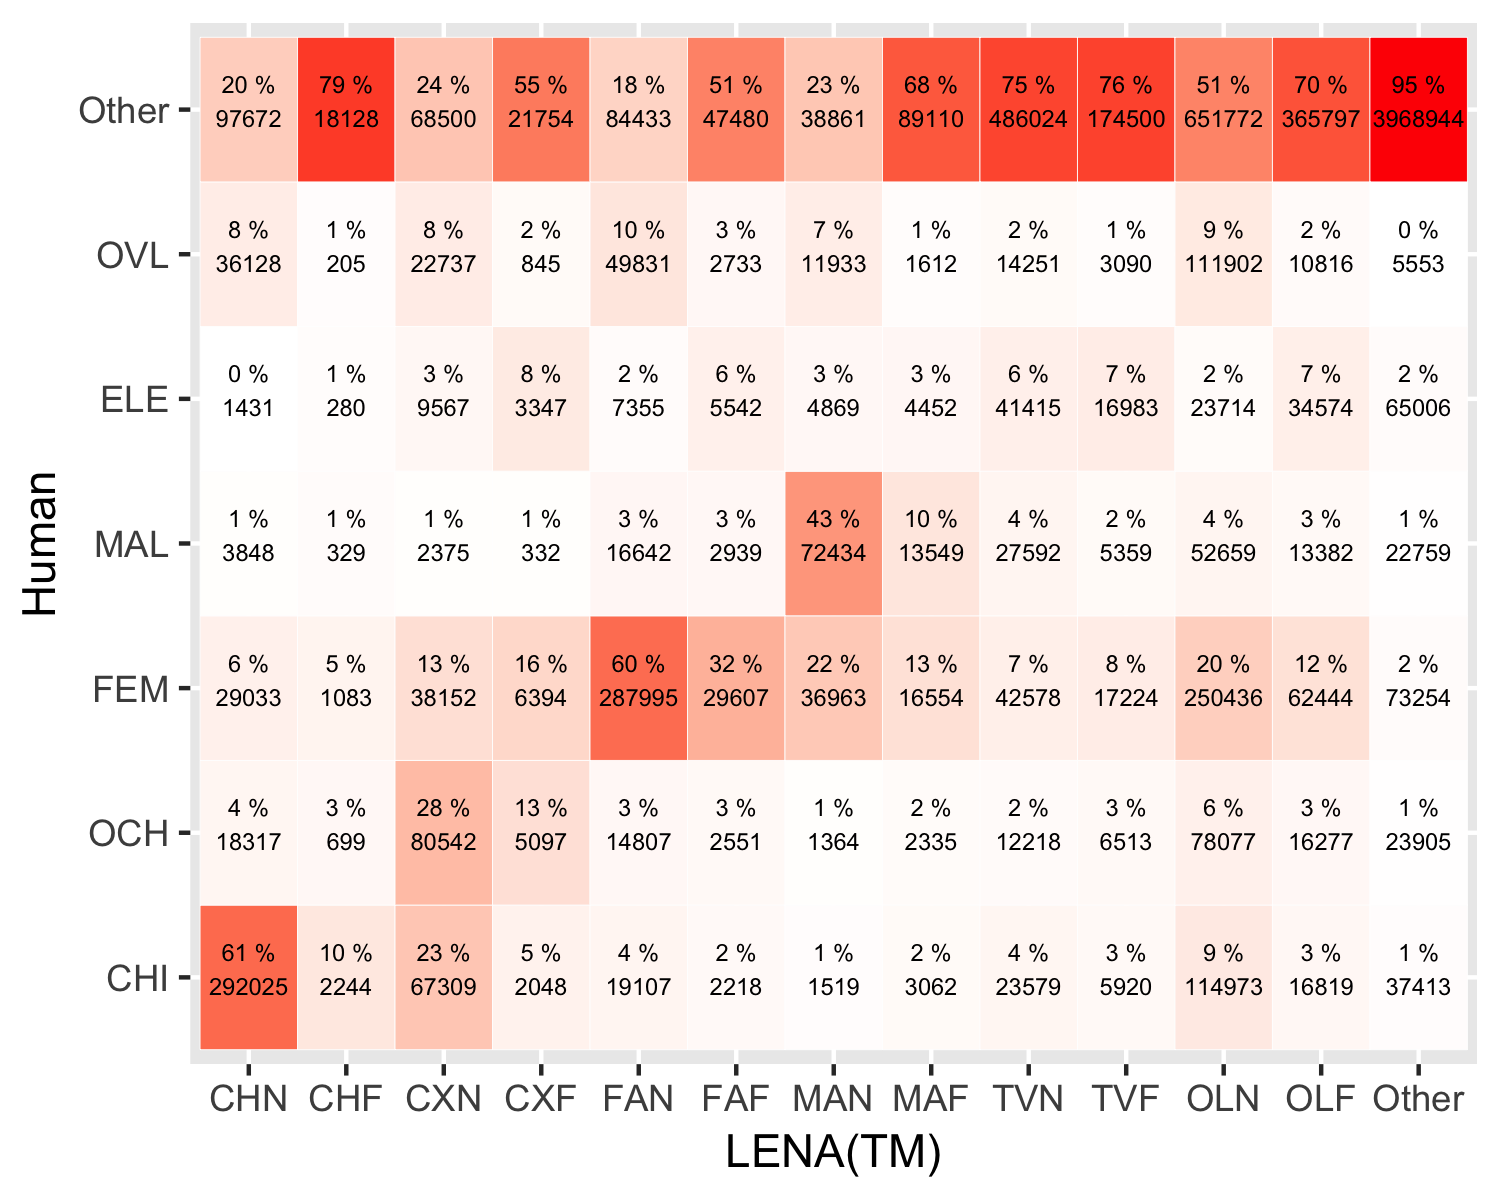 Other
20 % 79 % 24 % 55 % 18 % 51 % 23 % 68 % 75 % 76 % 51 % 70 % 95 %
97672 18128 68500 21754 84433 47480 38861 89110 486024 174500 651772 365797 3968944
OVL
8 % 1 % 8 % 2 % 10 % 3 % 7 % 1 % 2 % 1 % 9 % 2 % 0 %
36128 205 22737 845 49831 2733 11933 1612 14251 3090 111902 10816 5553
ELE
0 % 1 % 3 % 8 % 2 % 6 % 3 % 3 % 6 % 7 % 2 % 7 % 2 %
1431 280 9567 3347 7355 5542 4869 4452 41415 16983 23714 34574 65006
MAL
1 % 1 % 1 % 1 % 3 % 3 % 43 % 10 % 4 % 2 % 4 % 3 % 1 %
3848 329 2375 332 16642 2939 72434 13549 27592 5359 52659 13382 22759
FEM
6 % 5 % 13 % 16 % 60 % 32 % 22 % 13 % 7 % 8 % 20 % 12 % 2 %
29033 1083 38152 6394 287995 29607 36963 16554 42578 17224 250436 62444 73254
OCH
4 % 3 % 28 % 13 % 3 % 3 % 1 % 2 % 2 % 3 % 6 % 3 % 1 %
18317 699 80542 5097 14807 2551 1364 2335 12218 6513 78077 16277 23905
CHI
61 % 10 % 23 % 5 % 4 % 2 % 1 % 2 % 4 % 3 % 9 % 3 % 1 %
292025 2244 67309 2048 19107 2218 1519 3062 23579 5920 114973 16819 37413
CHN CHF CXN CXF FAN FAF MAN MAF TVN TVF OLN OLF Other
LENA(TM)
Human